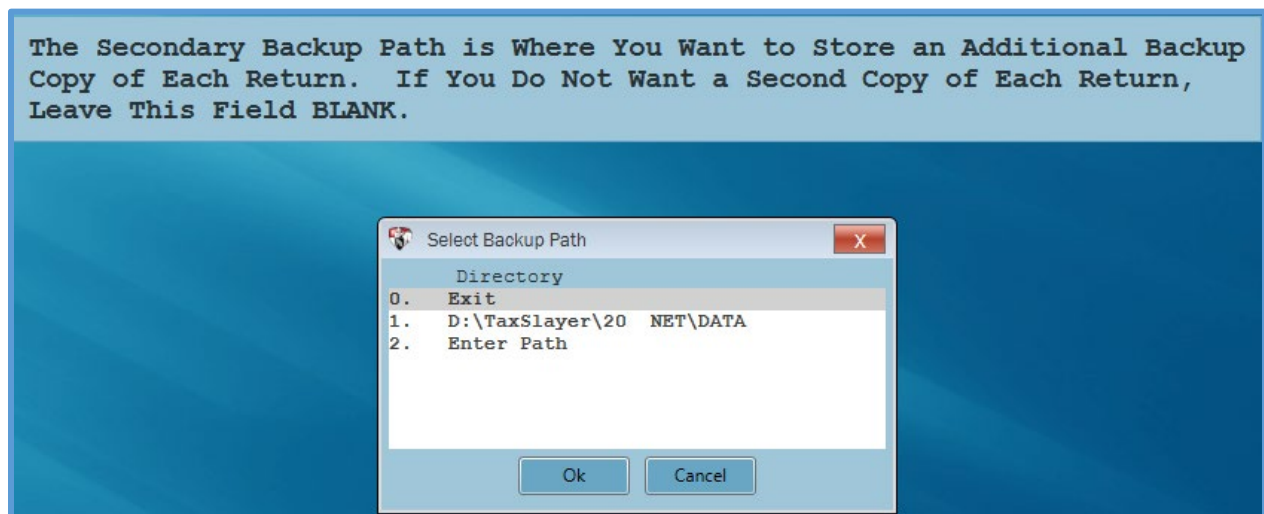 The Secondary Backup Path is Where You Want to Store an Additional Backup
Copy of Each Return.  If You Do Not Want a Second Copy of Each Return,
Leave This Field BLANK.
Select Backup Path
X
Directory
0.   Exit
1.   D:\TaxSlayer\20  NET\DATA
2.   Enter Path
Ok   Cancel